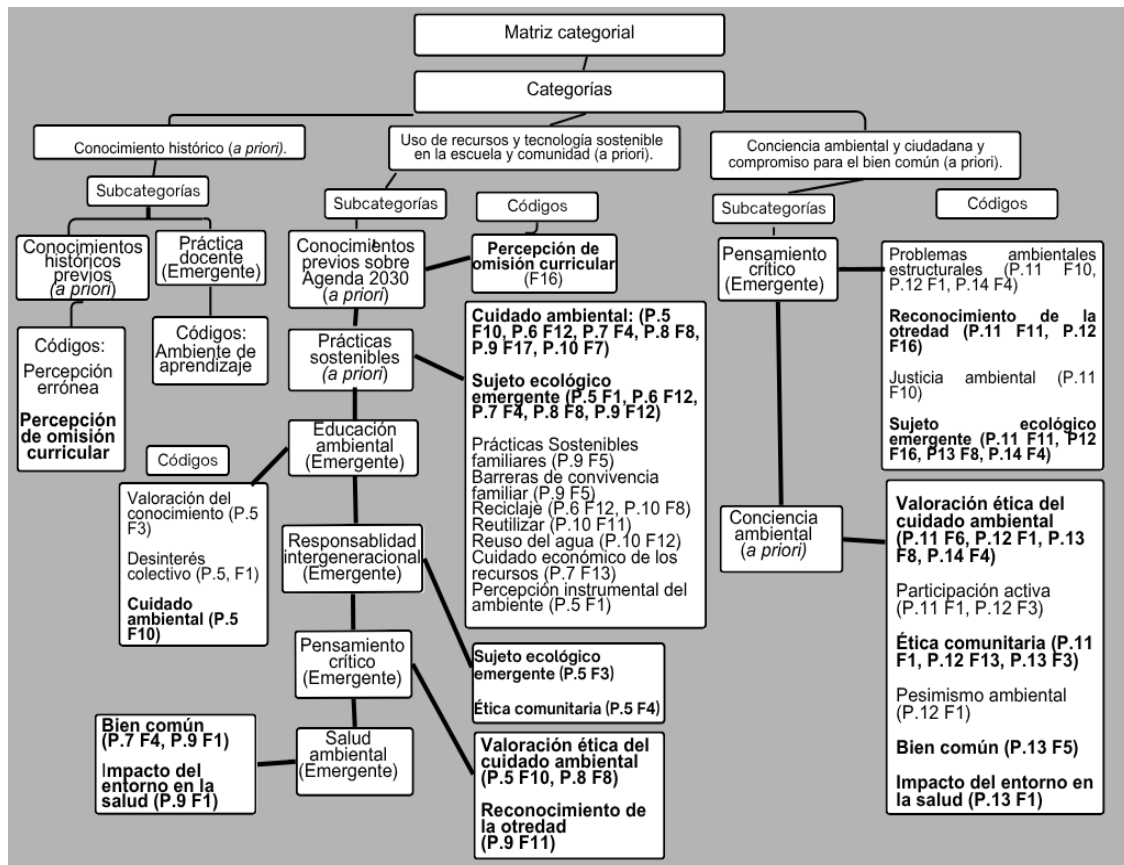 Matriz categorial
Categorías
Conocimiento histórico (a priori).
Subcategorías
Conocimientos
históricos
previos
(a priori)
Práctica
docente
(Emergente)
Códigos:
Percepción
errónea
Percepción
de omisión
curricular
Códigos:
Ambiente de
aprendizaje
Uso de recursos y tecnología sostenible
en la escuela y comunidad (a priori).
Subcategorías
Códigos
Conocimientos
previos sobre
Agenda 2030
(a priori)
Percepción de
omisión curricular
(F16)
Prácticas
sostenibles
(a priori)
Cuidado ambiental: (P.5
F10, P.6 F12, P.7 F4, P.8 F8,
P.9 F17, P.10 F7)
Sujeto ecológico
emergente (P.5 F1, P.6 F12,
P.7 F4, P.8 F8, P.9 F12)
Prácticas Sostenibles
familiares (P.9 F5)
Barreras de convivencia
familiar (P.9 F5)
Reciclaje (P.6 F12, P.10 F8)
Reutilizar (P.10 F11)
Reuso del agua (P.10 F12)
Cuidado económico de los
recursos (P.7 F13)
Percepción instrumental del
ambiente (P.5 F1)
Educación
ambiental
(Emergente)
Códigos
Valoración del
conocimiento (P.5
F3)
Desinterés
colectivo (P.5, F1)
Cuidado
ambiental (P.5
F10)
Responsablidad
intergeneracional
(Emergente)
Sujeto ecológico
emergente (P.5 F3)
Ética comunitaria (P.5 F4)
Pensamiento
crítico
(Emergente)
Valoración ética del
cuidado ambiental
(P.5 F10, P.8 F8)
Reconocimiento de
la otredad
(P.9 F11)
Salud
ambiental
(Emergente)
Bien común
(P.7 F4, P.9 F1)
Impacto del
entorno en la
salud (P.9 F1)
Conciencia ambiental y ciudadana y
compromiso para el bien común (a priori).
Subcategorías
Códigos
Pensamiento
crítico
(Emergente)
Problemas ambientales
estructurales (P.11 F10,
P.12 F1, P.14 F4)
Reconocimiento de la
otredad (P.11 F11, P.12
F16)
Justicia ambiental (P.11
F10)
Sujeto ecológico
emergente (P.11 F11, P12
F16, P13 F8, P.14 F4)
Conciencia
ambiental
(a priori)
Valoración ética del
cuidado ambiental
(P.11 F6, P.12 F1, P.13
F8, P.14 F4)
Participación activa
(P.11 F1, P.12 F3)
Ética comunitaria (P.11
F1, P.12 F13, P.13 F3)
Pesimismo ambiental
(P.12 F1)
Bien común (P.13 F5)
Impacto del entorno en
la salud (P.13 F1)